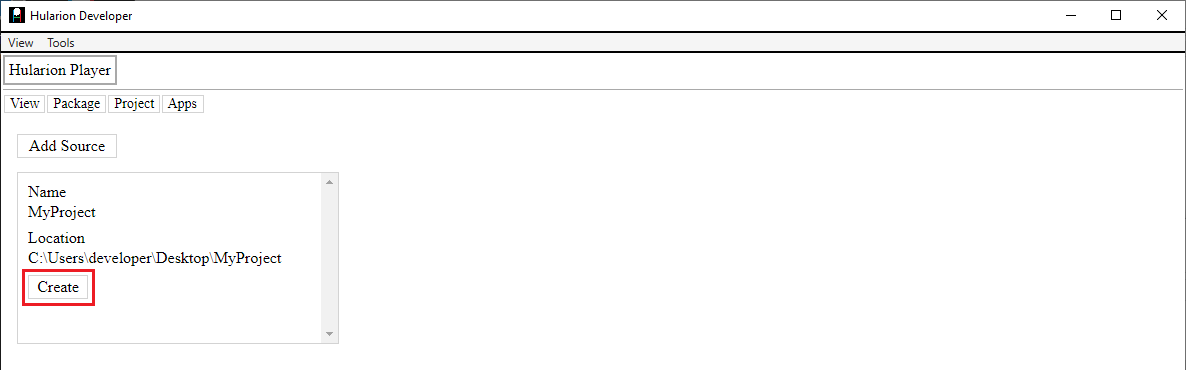 Hularion Developer
View Tools
Hularion Player
View Package Project Apps
Add Source
Name
MyProject
Location
C:\Users\developer\Desktop\MyProject
Create